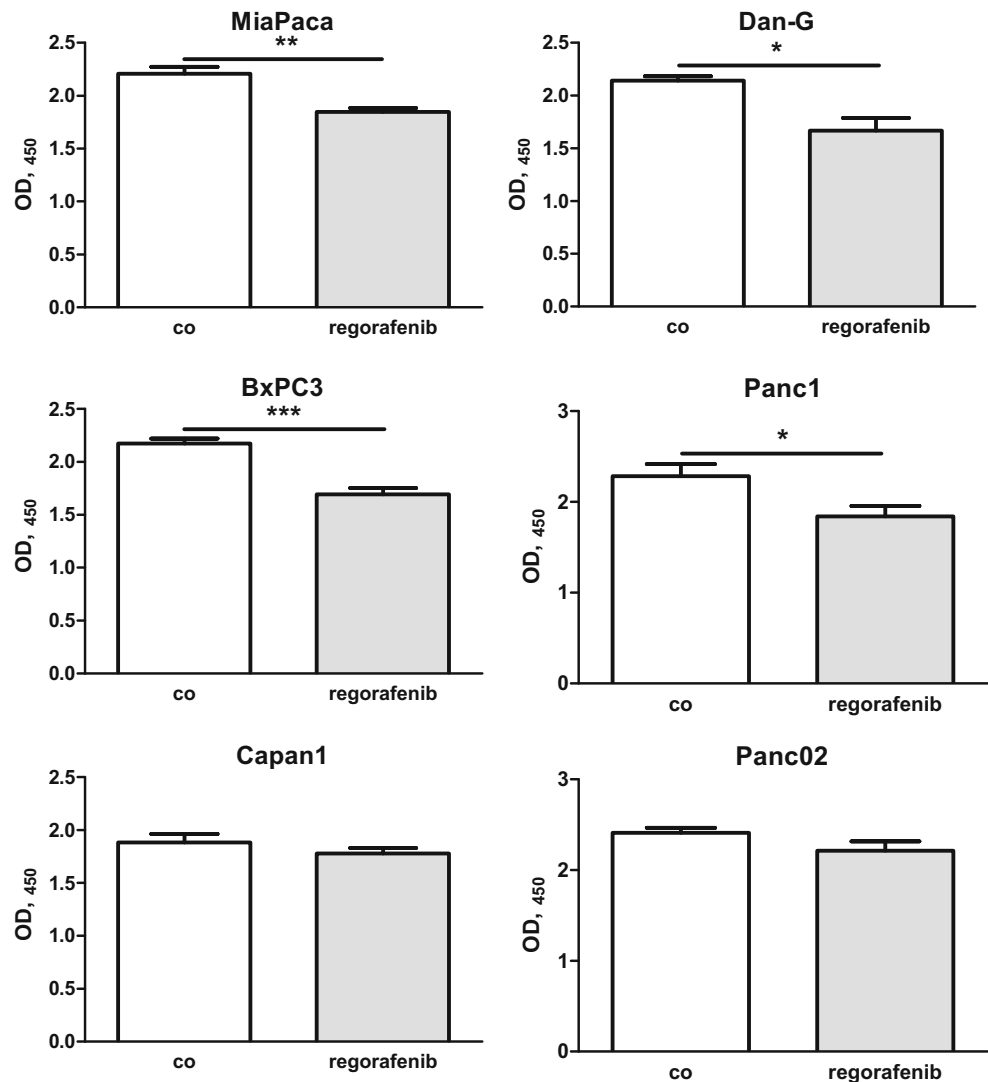 MiaPaca
**
2.5
2.0
1.5
1.0
0.5
0.0
OD, 450
co
regorafenib
Dan-G
*
2.5
2.0
1.5
1.0
0.5
0.0
OD, 450
co
regorafenib
BxPC3
***
2.5
2.0
1.5
1.0
0.5
0.0
OD, 450
co
regorafenib
Panc1
*
3
2
1
0
OD, 450
co
regorafenib
Capan1
2.5
2.0
1.5
1.0
0.5
0.0
OD, 450
co
regorafenib
Panc02
3
2
1
0
OD, 450
co
regorafenib